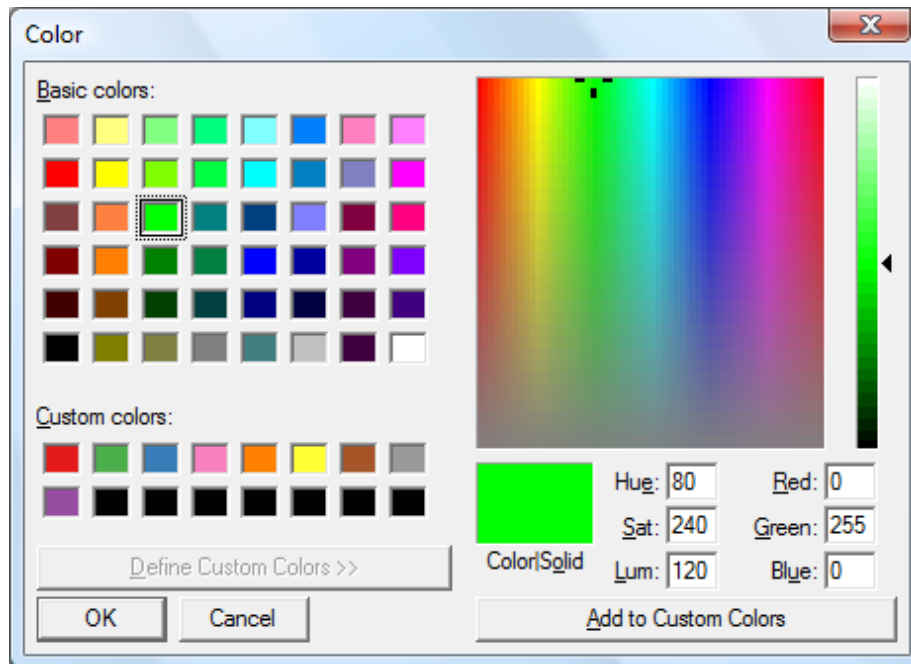 Color
Basic colors:
Custom colors:
Define Custom Colors >>
OK Cancel
Color|Solid
Hue: 80 Red: 0
Sat: 240 Green: 255
Lum: 120 Blue: 0
Add to Custom Colors